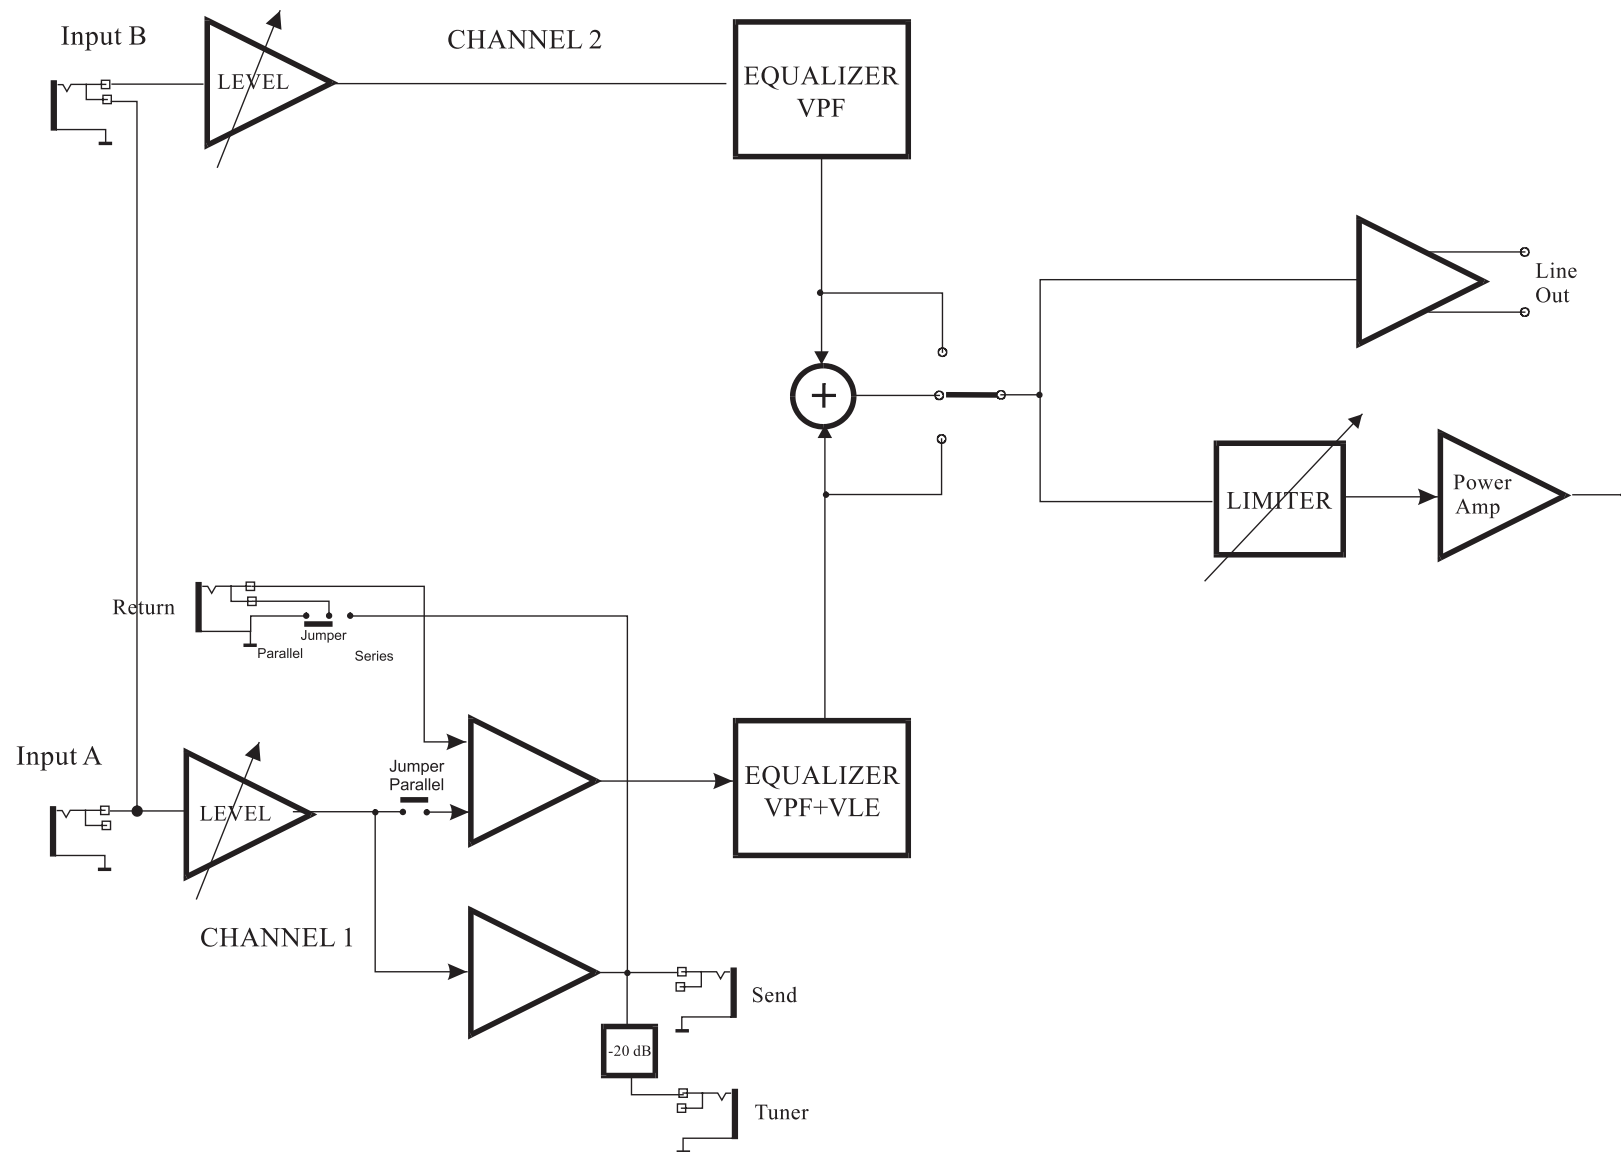 Input B
CHANNEL 2
LEVEL
EQUALIZER
VPF
Line
Out
+
LIMITER
Power
Amp
Return
Jumper
Parallel
Series
Input A
LEVEL
Jumper
Parallel
EQUALIZER
VPF+VLE
CHANNEL 1
Send
-20 dB
Tuner